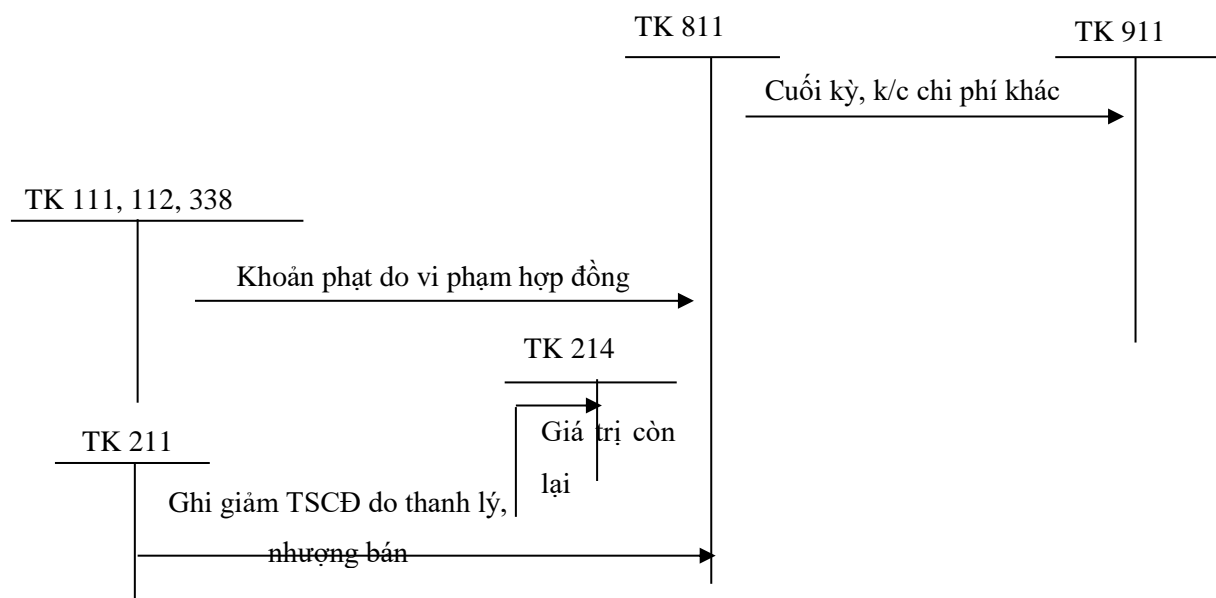 TK 811
TK 911
Cuối kỳ, k/c chi phí khác
TK 111, 112, 338
Khoản phạt do vi phạm hợp đồng
TK 214
Giá trị còn
lại
TK 211
Ghi giảm TSCĐ do thanh lý,
nhượng bán